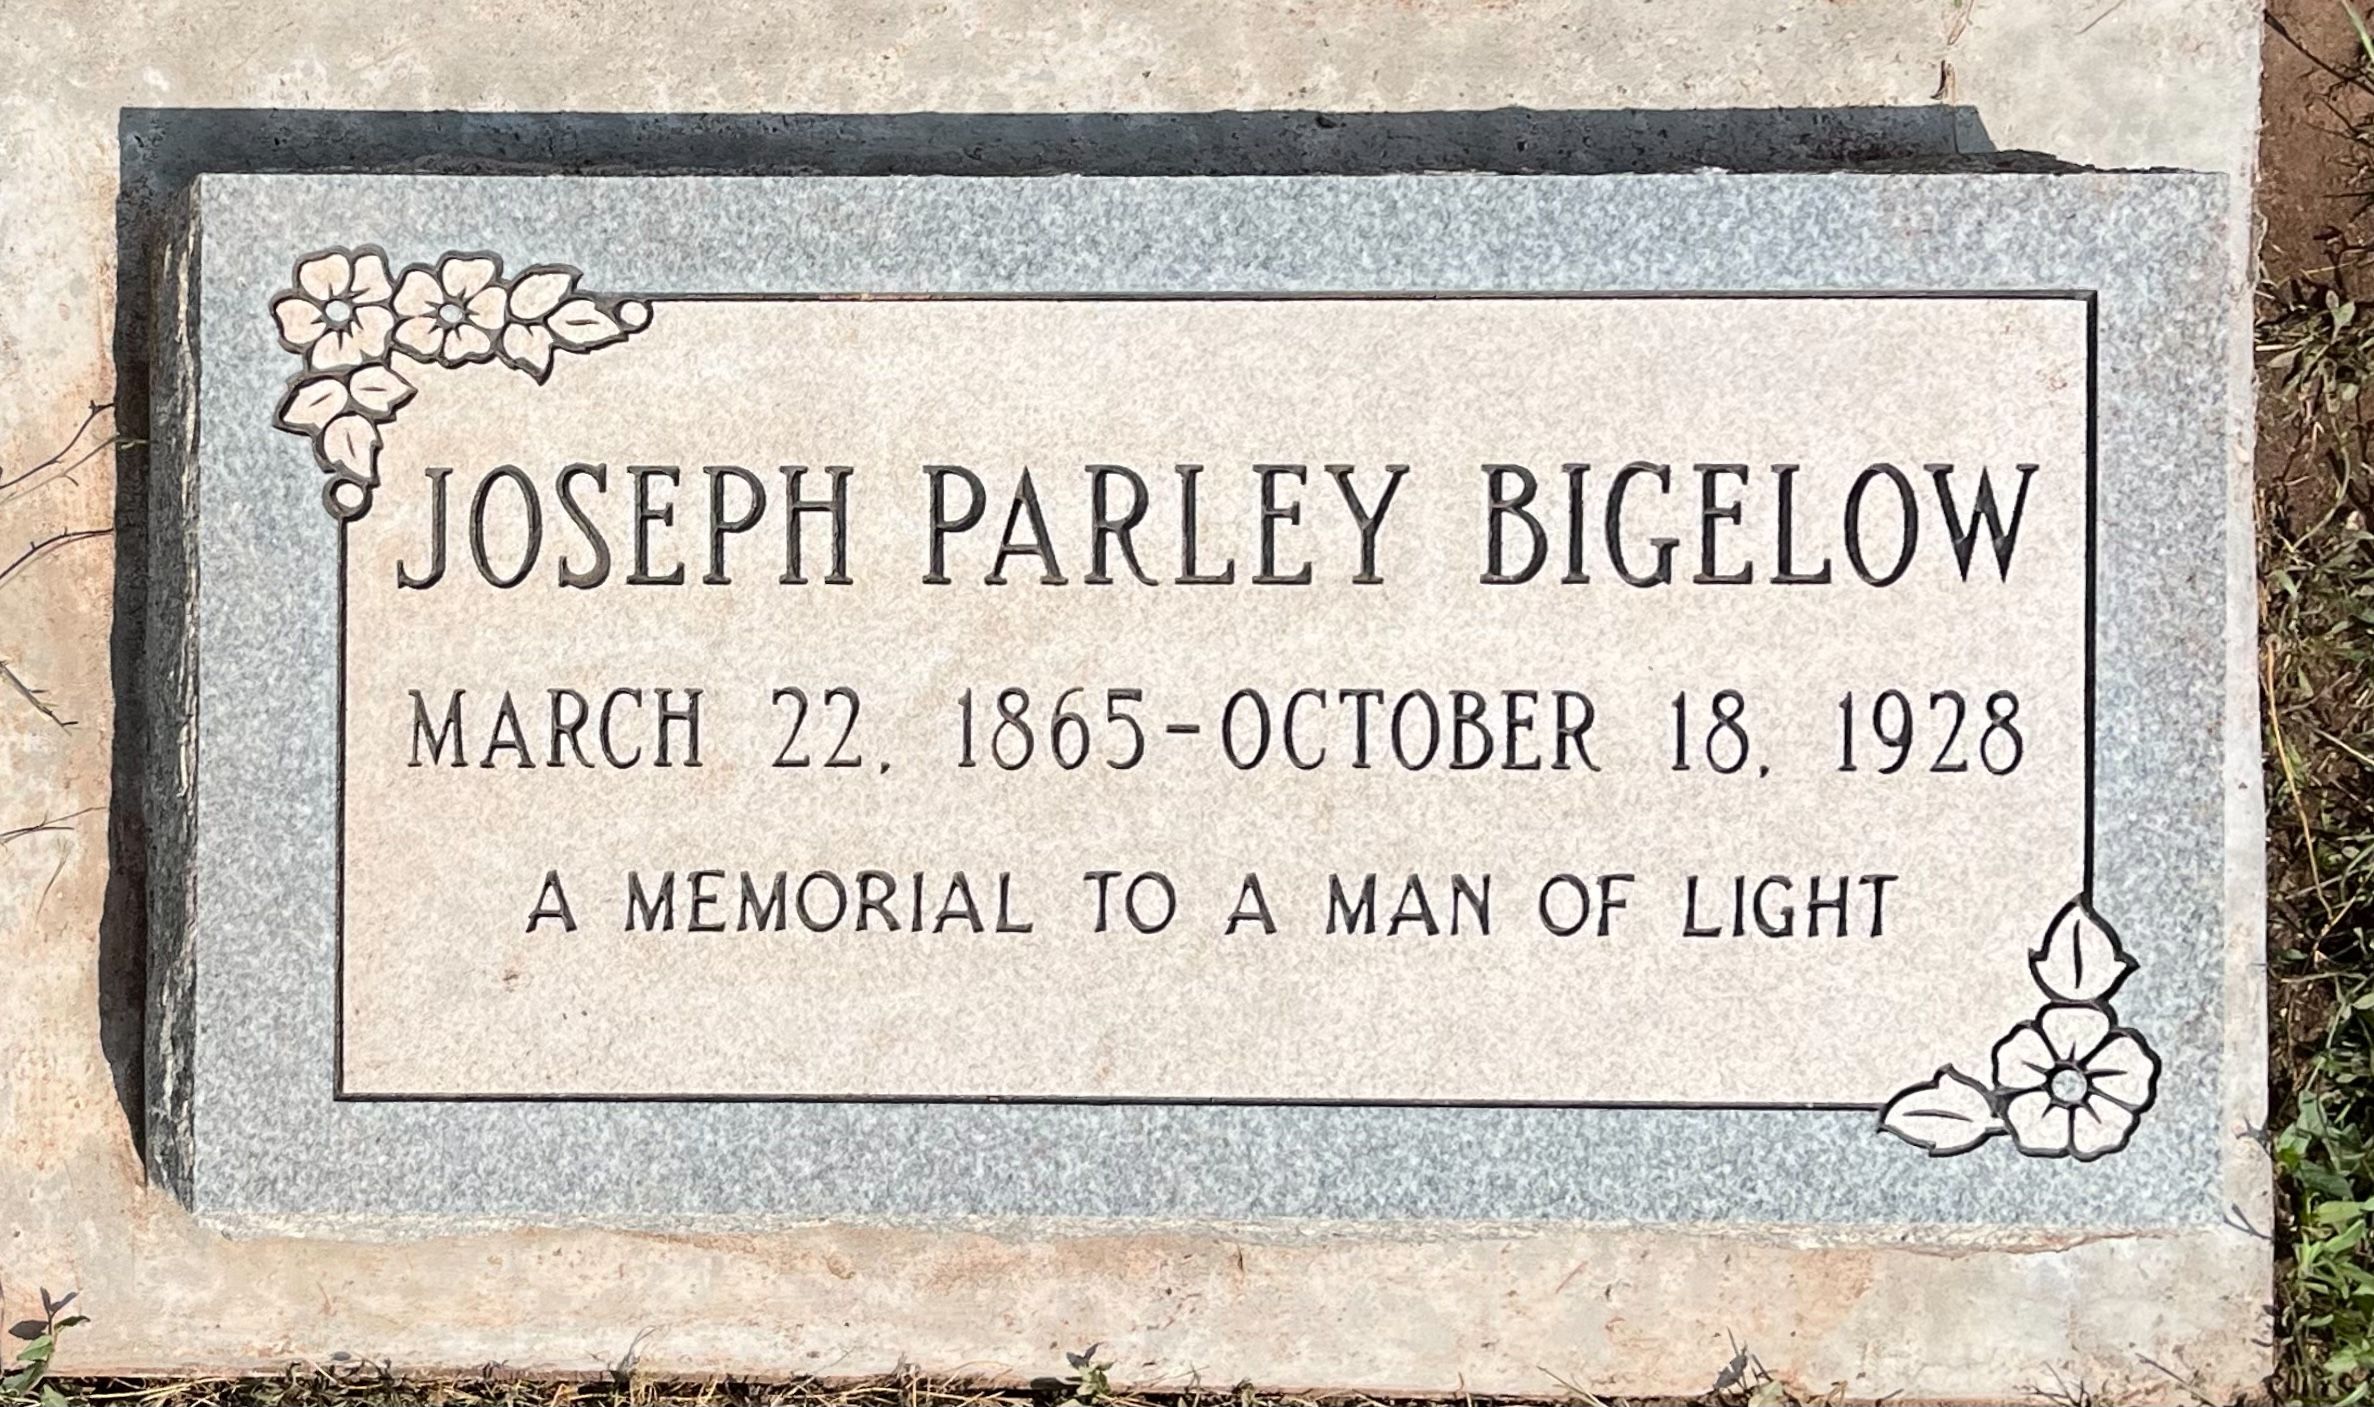 JOSEPH PARLEY BIGELOW
MARCH 22, 1865-OCTOBER 18, 1928
A MEMORIAL TO A MAN OF LIGHT